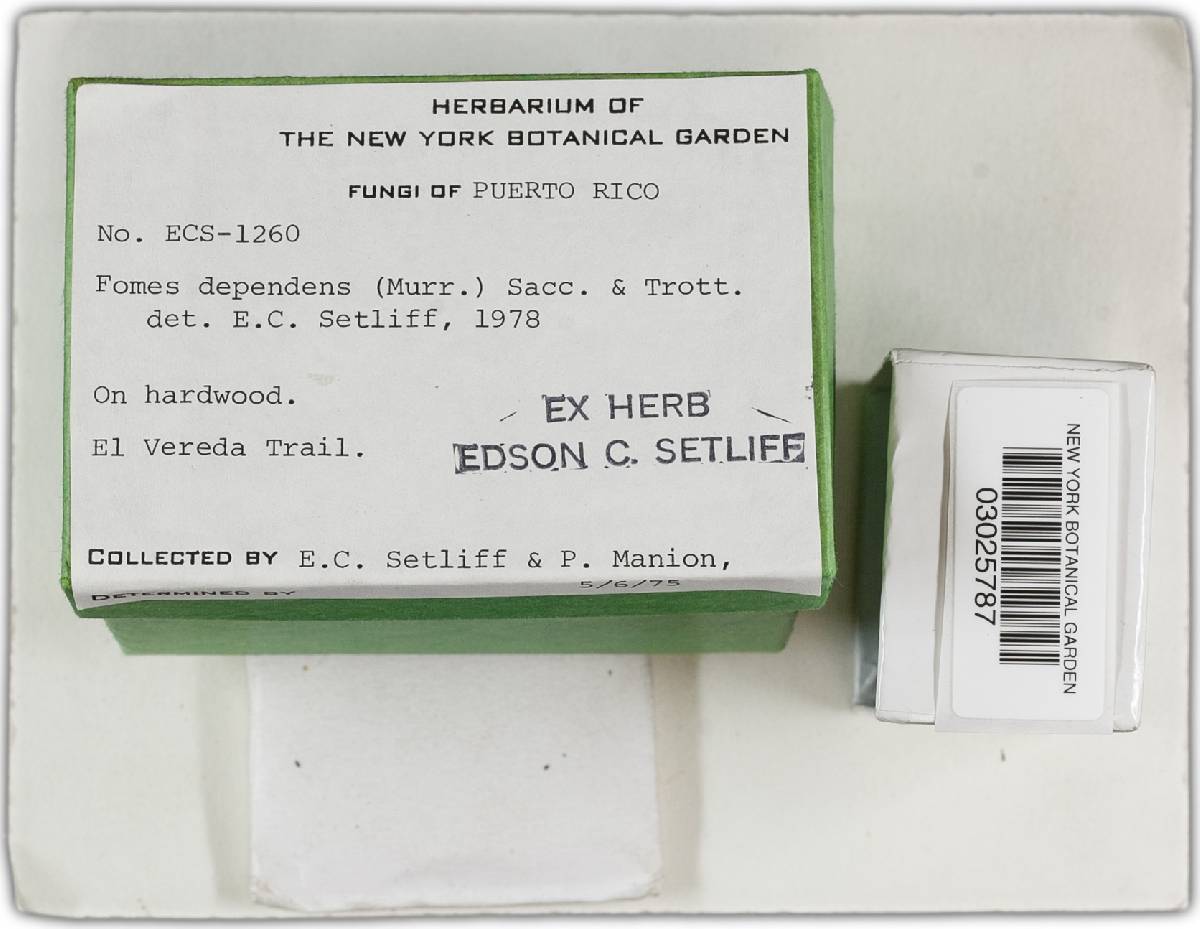 HERBARIUM OF
THE NEW YORK BOTANICAL GARDEN
FUNGI OF PUERTO RICO
No. ECS-1260
Fomes dependens (Murr.) Sacc. & Trott.
det. E.C. Setliff, 1978
On hardwood.
El Vereda Trail.
EX HERB
EDSON C. SETLIFF
COLLECTED BY E.C. Setliff & P. Manion,
5/6/75
DETERMINED BY
NEW YORK BOTANICAL GARDEN
03025787